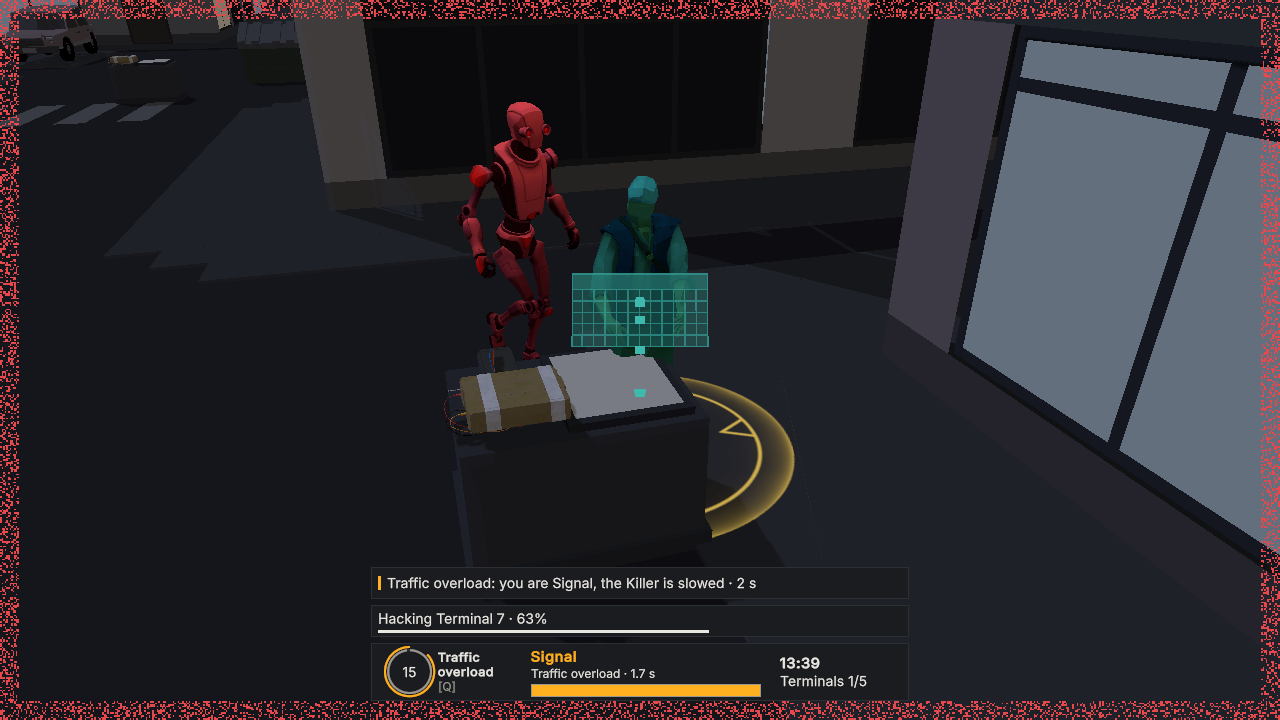 Traffic overload: you are Signal, the Killer is slowed · 2 s
Hacking Terminal 7 · 63%
15
Traffic
overload
[Q]
Signal
Traffic overload · 1.7 s
13:39
Terminals 1/5